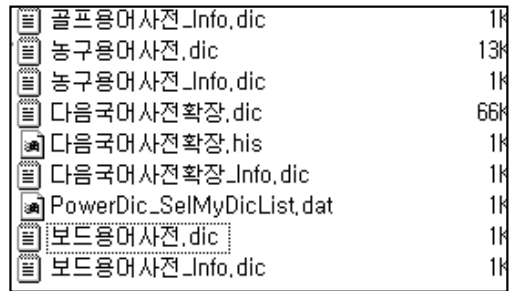 골프용어사전_Info.dic 1K
농구용어사전.dic 13K
농구용어사전_Info.dic 1K
다음국어사전확장.dic 66K
다음국어사전확장.his 1K
다음국어사전확장_Info.dic 1K
PowerDic_SelMyDicList.dat 1K
보드용어사전.dic 1K
보드용어사전_Info.dic 1K